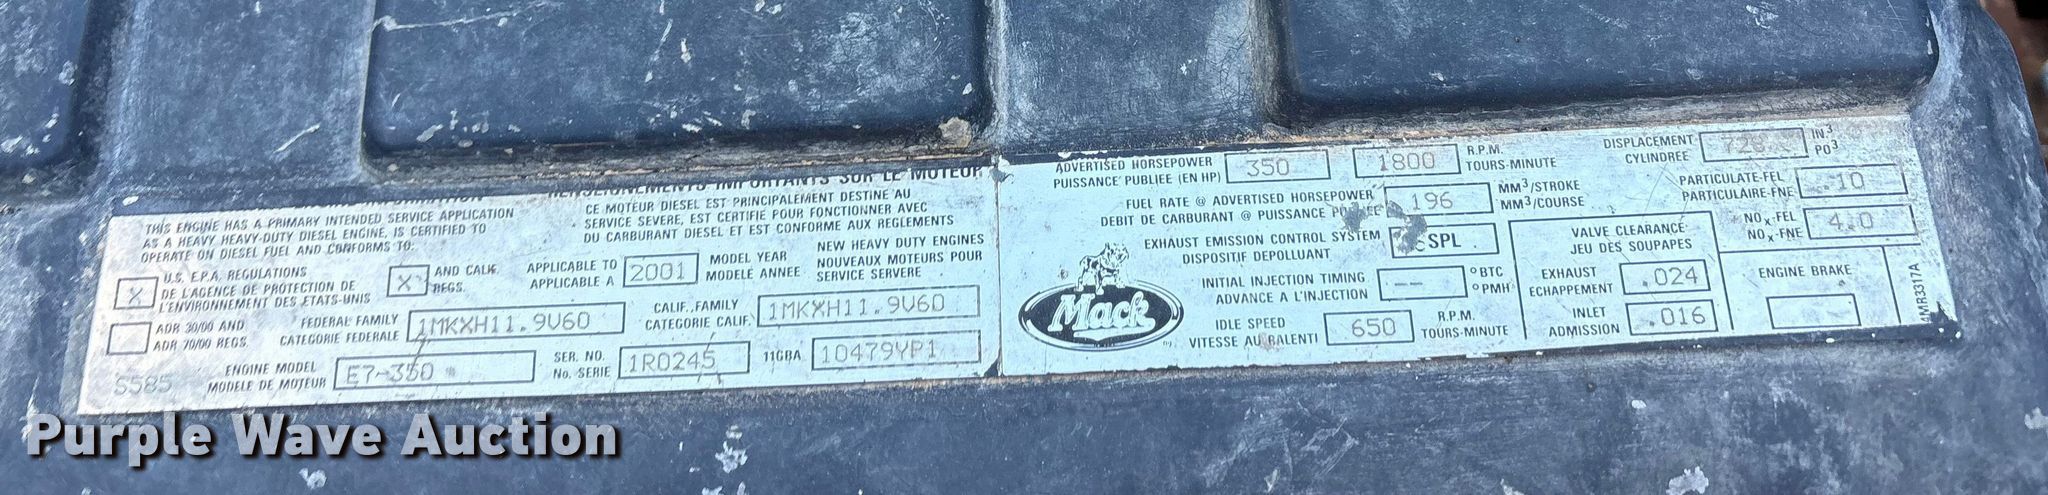 RENSEIGNEMENTS IMPORTANTS SUR LE MOTEUR
THIS ENGINE HAS A PRIMARY INTENDED SERVICE APPLICATION
AS A HEAVY HEAVY-DUTY DIESEL ENGINE, IS CERTIFIED TO
OPERATE ON DIESEL FUEL AND CONFORMS TO:
CE MOTEUR DIESEL EST PRINCIPALEMENT DESTINE AU
SERVICE SEVERE, EST CERTIFIÉ POUR FONCTIONNER AVEC
DU CARBURANT DIESEL ET EST CONFORME AUX REGLEMENTS
X U.S. E.P.A. REGULATIONS
DE L'AGENCE DE PROTECTION DE
L'ENVIRONNEMENT DES ETATS-UNIS
X AND CALIF.
REGS.
APPLICABLE TO
APPLICABLE A
2001
MODEL YEAR
MODELE ANNEE
NEW HEAVY DUTY ENGINES
NOUVEAUX MOTEURS POUR
SERVICE SERVERE
ADR 30/00 AND
ADR 70/00 REGS.
FEDERAL FAMILY
CATEGORIE FEDERALE
1MKXH11.9V60
CALIF. FAMILY
CATEGORIE CALIF.
1MKXH11.9V60
S585
ENGINE MODEL
MODELE DE MOTEUR
E7-350
SER. NO.
No. SERIE
1R0245
11GBA
10479YP1
Mack
ADVERTISED HORSEPOWER
PUISSANCE PUBLIEE (EN HP)
350
1800
R.P.M.
TOURS-MINUTE
DISPLACEMENT
CYLINDREE
IN3
PO3
FUEL RATE @ ADVERTISED HORSEPOWER
DEBIT DE CARBURANT @ PUISSANCE
196
MM3/STROKE
MM3/COURSE
PARTICULATE-FEL
PARTICULAIRE-FNE
.10
EXHAUST EMISSION CONTROL SYSTEM
DISPOSITIF DEPOLLUANT
SPL
NOx-FEL
NOx-FNE
4.0
INITIAL INJECTION TIMING
AVANCE A L'INJECTION
--
°BTC
°PMH
VALVE CLEARANCE
JEU DES SOUPAPES
EXHAUST
ECHAPPEMENT
.024
INLET
ADMISSION
.016
ENGINE BRAKE
IDLE SPEED
VITESSE AU RALENTI
650
R.P.M.
TOURS-MINUTE
4MR3317A
Purple Wave Auction